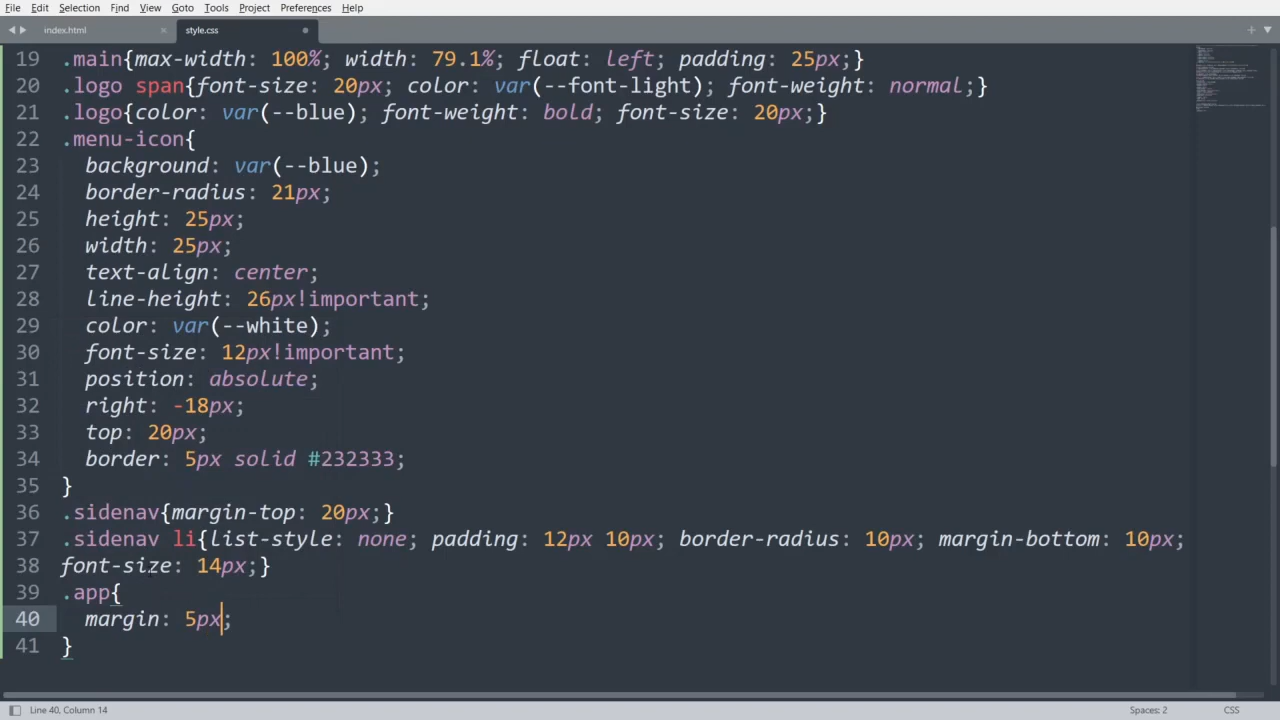 File Edit Selection Find View Goto Tools Project Preferences Help
index.html × style.css
19 .main{max-width: 100%; width: 79.1%; float: left; padding: 25px;}
20 .logo span{font-size: 20px; color: var(--font-light); font-weight: normal;}
21 .logo{color: var(--blue); font-weight: bold; font-size: 20px;}
22 .menu-icon{
23 background: var(--blue);
24 border-radius: 21px;
25 height: 25px;
26 width: 25px;
27 text-align: center;
28 line-height: 26px!important;
29 color: var(--white);
30 font-size: 12px!important;
31 position: absolute;
32 right: -18px;
33 top: 20px;
34 border: 5px solid #232333;
35 }
36 .sidenav{margin-top: 20px;}
37 .sidenav li{list-style: none; padding: 12px 10px; border-radius: 10px; margin-bottom: 10px;
38 font-size: 14px;}
39 .app{
40 margin: 5px;
41 }
Line 40, Column 14 Spaces: 2 CSS